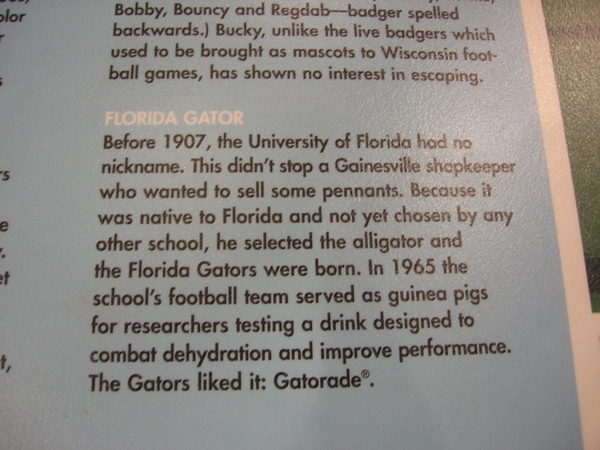 olor
r
s
rs
e
y.
et
t,
Bobby, Bouncy and Regdab—badger spelled
backwards.) Bucky, unlike the live badgers which
used to be brought as mascots to Wisconsin foot-
ball games, has shown no interest in escaping.
FLORIDA GATOR
Before 1907, the University of Florida had no
nickname. This didn't stop a Gainesville shopkeeper
who wanted to sell some pennants. Because it
was native to Florida and not yet chosen by any
other school, he selected the alligator and
the Florida Gators were born. In 1965 the
school's football team served as guinea pigs
for researchers testing a drink designed to
combat dehydration and improve performance.
The Gators liked it: Gatorade®.